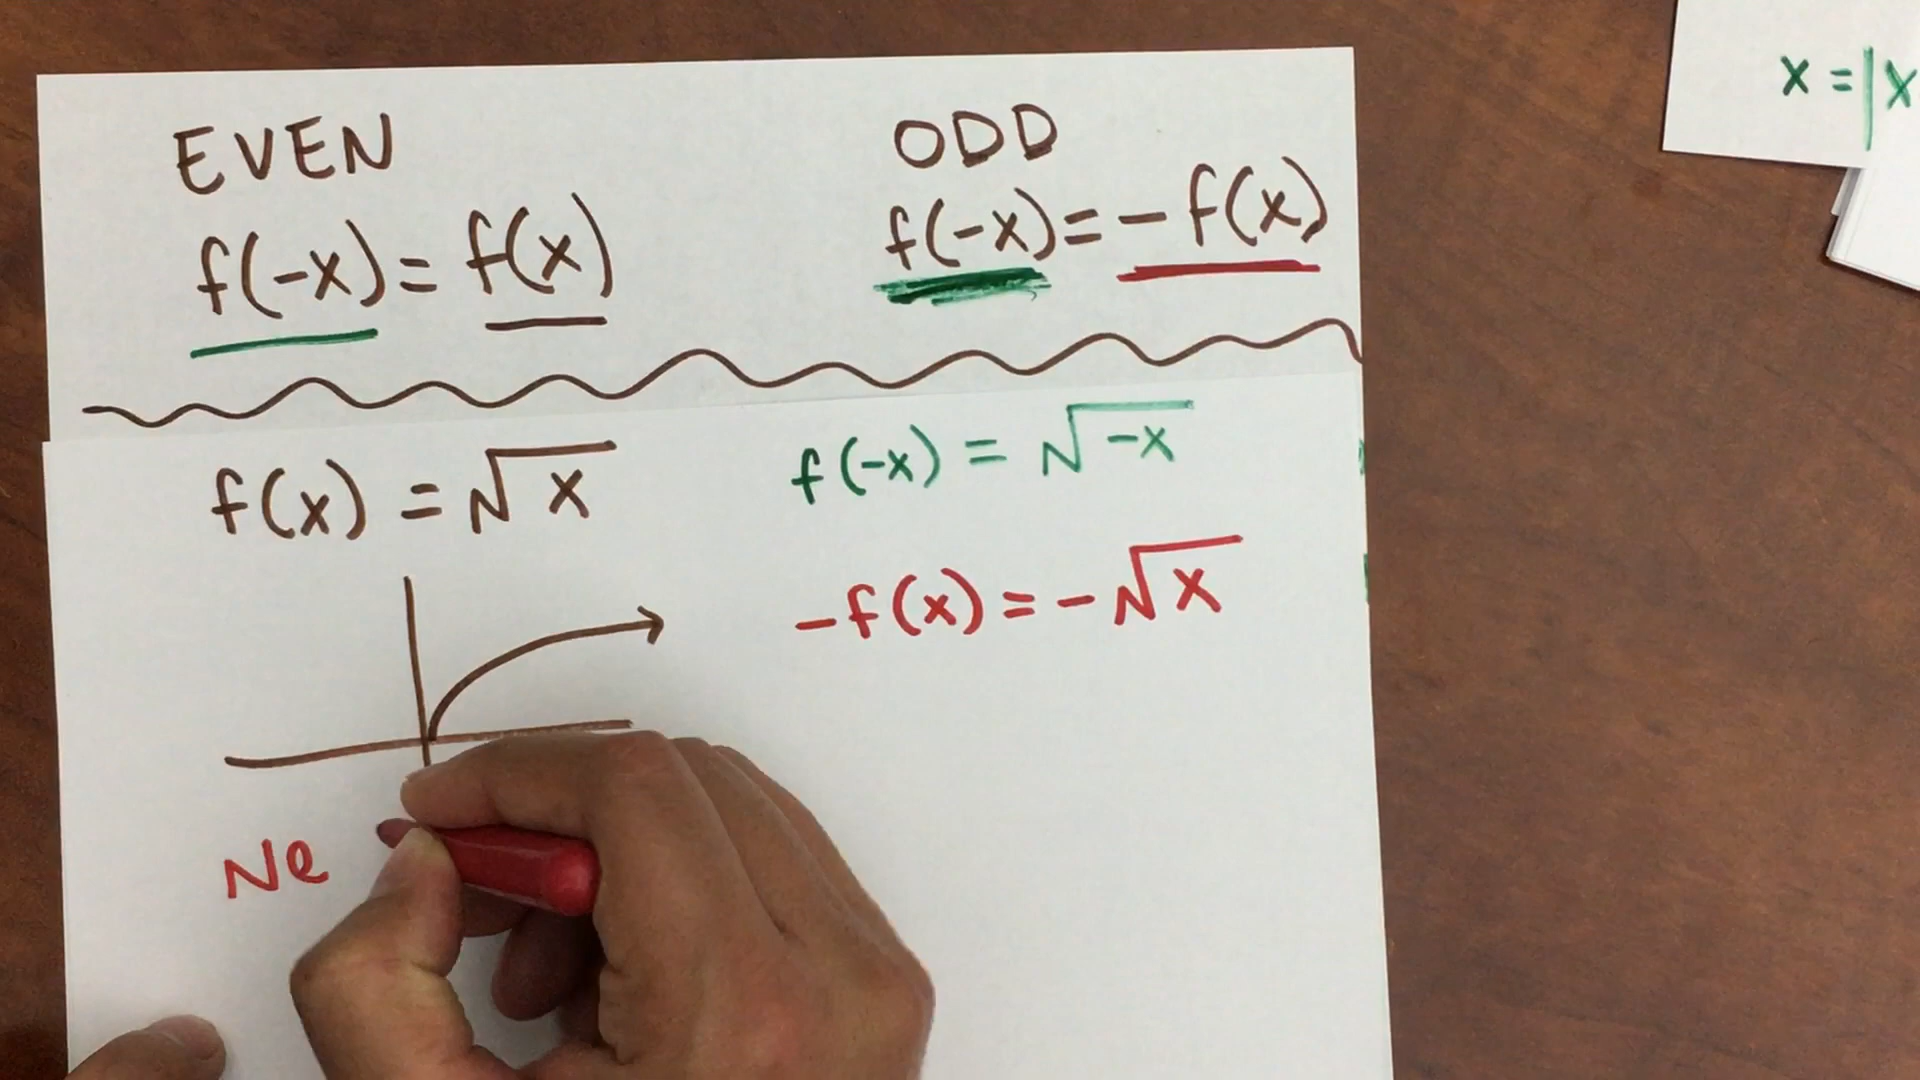 EVEN
f(-x) = f(x)
ODD
f(-x) = -f(x)
f(x) = √x
f(-x) = √-x
-f(x) = -√x
Ne
x = |x